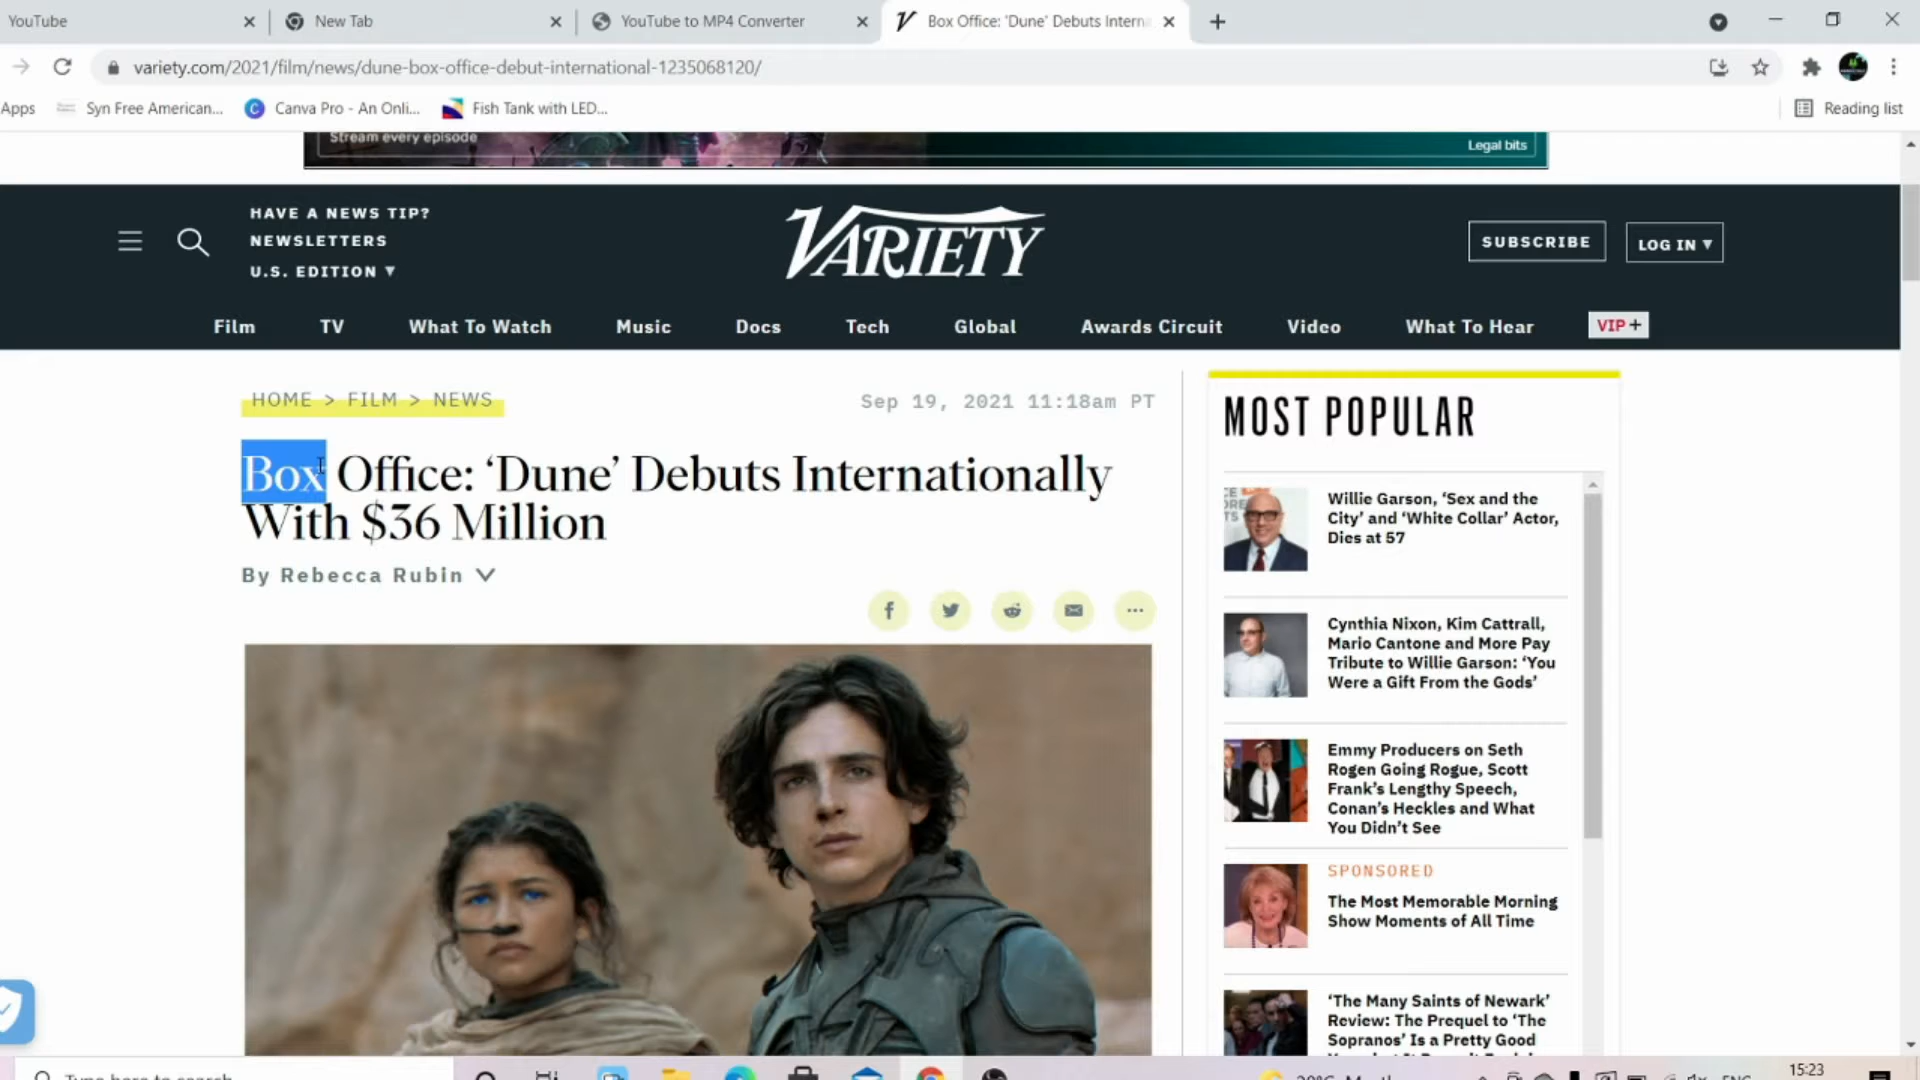 YouTube
New Tab
YouTube to MP4 Converter
Box Office: 'Dune' Debuts Interna
variety.com/2021/film/news/dune-box-office-debut-international-1235068120/
Apps
Syn Free American...
Canva Pro - An Onli...
Fish Tank with LED...
Reading list
Stream every episode
Legal bits
HAVE A NEWS TIP?
NEWSLETTERS
U.S. EDITION ▼
VARIETY
SUBSCRIBE
LOG IN ▼
Film
TV
What To Watch
Music
Docs
Tech
Global
Awards Circuit
Video
What To Hear
VIP+
HOME > FILM > NEWS
Sep 19, 2021 11:18am PT
Box Office: ‘Dune’ Debuts Internationally
With $36 Million
By Rebecca Rubin
MOST POPULAR
Willie Garson, ‘Sex and the
City’ and ‘White Collar’ Actor,
Dies at 57
Cynthia Nixon, Kim Cattrall,
Mario Cantone and More Pay
Tribute to Willie Garson: ‘You
Were a Gift From the Gods’
Emmy Producers on Seth
Rogen Going Rogue, Scott
Frank’s Lengthy Speech,
Conan’s Heckles and What
You Didn’t See
SPONSORED
The Most Memorable Morning
Show Moments of All Time
‘The Many Saints of Newark’
Review: The Prequel to ‘The
Sopranos’ Is a Pretty Good
Type here to search
15:23